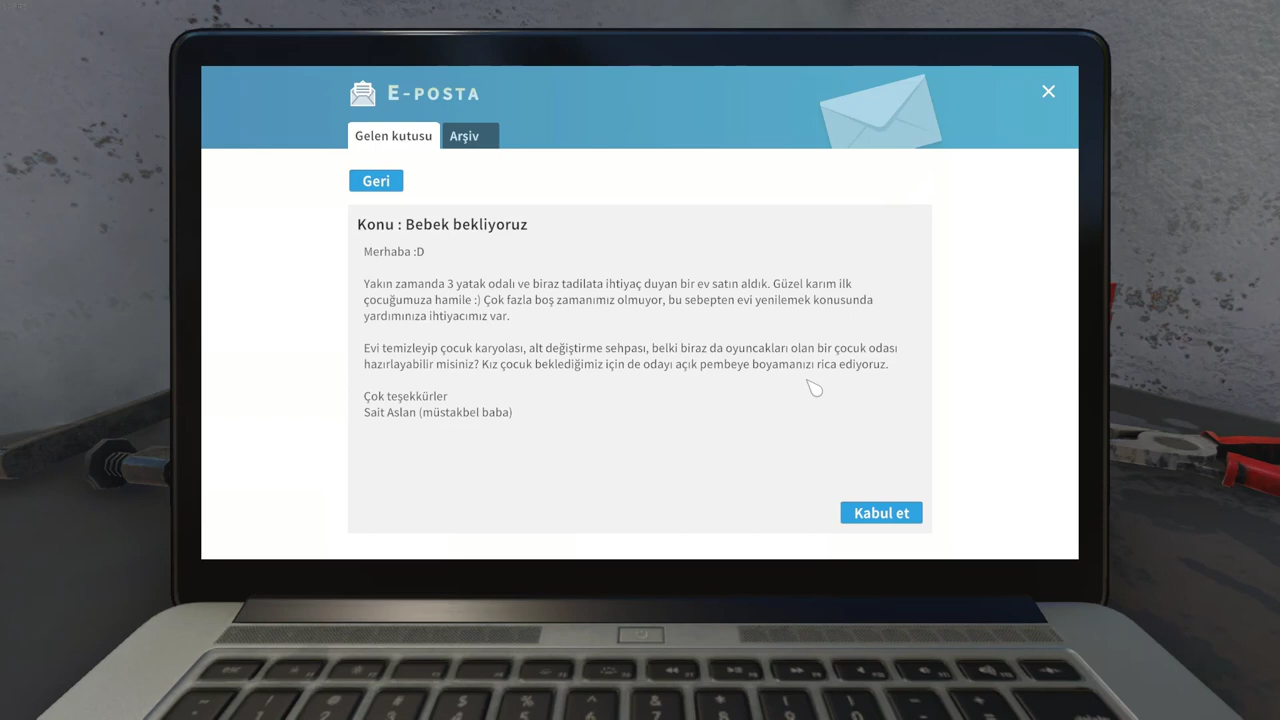 E-POSTA
Gelen kutusu
Arşiv
Geri
Konu : Bebek bekliyoruz
Merhaba :D
Yakın zamanda 3 yatak odalı ve biraz tadilata ihtiyaç duyan bir ev satın aldık. Güzel karım ilk
çocuğumuza hamile :) Çok fazla boş zamanımız olmuyor, bu sebepten evi yenilemek konusunda
yardımınıza ihtiyacımız var.
Evi temizleyip çocuk karyolası, alt değiştirme sehpası, belki biraz da oyuncakları olan bir çocuk odası
hazırlayabilir misiniz? Kız çocuk beklediğimiz için de odayı açık pembeye boyamanızı rica ediyoruz.
Çok teşekkürler
Sait Aslan (müstakbel baba)
Kabul et